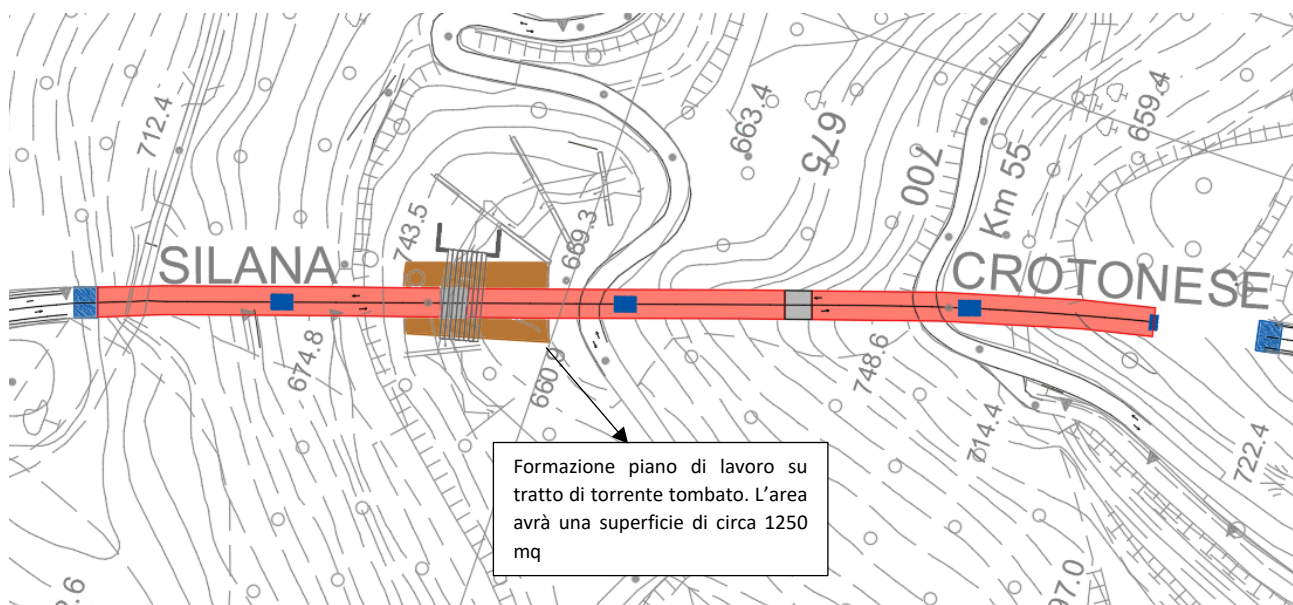 712.4
663.4
675
700
Km 55
659.4
743.5
669.3
SILANA
CROTONESE
674.8
748.6
714.4
722.4
Formazione piano di lavoro su
tratto di torrente tombato. L'area
avrà una superficie di circa 1250
mq